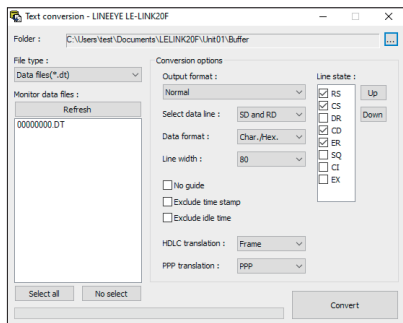 Text conversion - LINEEYE LE-LINK20F
Folder : C:\Users\test\Documents\LELINK20F\Unit01\Buffer ...
File type :
Data files(*.dt)
Monitor data files :
Refresh
00000000.DT
Select all No select
Conversion options
Output format :
Normal
Select data line : SD and RD
Data format : Char./Hex.
Line width : 80
No guide
Exclude time stamp
Exclude idle time
HDLC translation : Frame
PPP translation : PPP
Line state :
RS
CS
DR
CD
ER
SQ
CI
EX
Up
Down
Convert